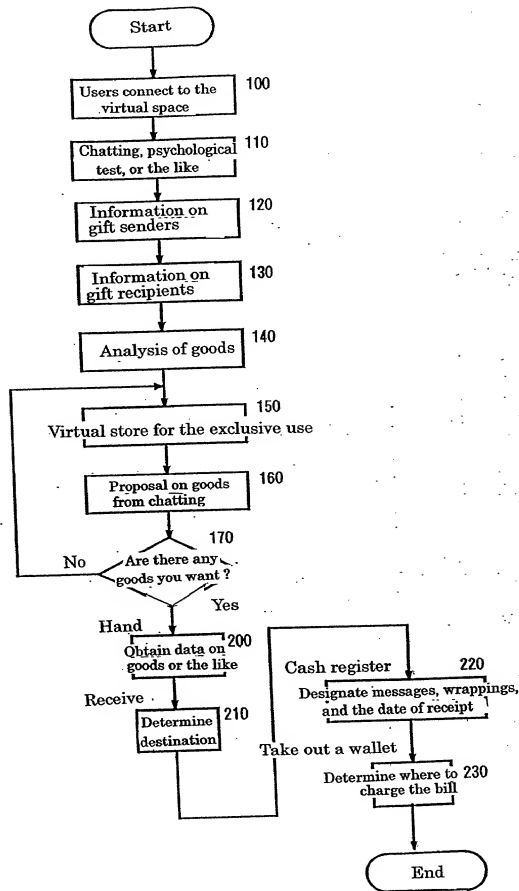 Start
100
Users connect to the
virtual space
110
Chatting, psychological
test, or the like
120
Information on
gift senders
130
Information on
gift recipients
140
Analysis of goods
150
Virtual store for the exclusive use
160
Proposal on goods
from chatting
170
No
Are there any
goods you want ?
Yes
Hand
200
Obtain data on
goods or the like
Receive
210
Determine
destination
Cash register
220
Designate messages, wrappings,
and the date of receipt
Take out a wallet
230
Determine where to
charge the bill
End